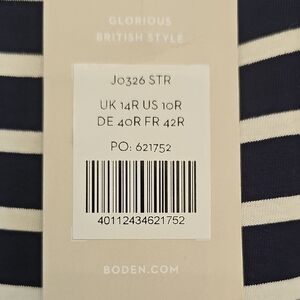 GLORIOUS
BRITISH STYLE
J0326 STR
UK 14R US 10R
DE 40R FR 42R
PO: 621752
40112434621752
BODEN.COM